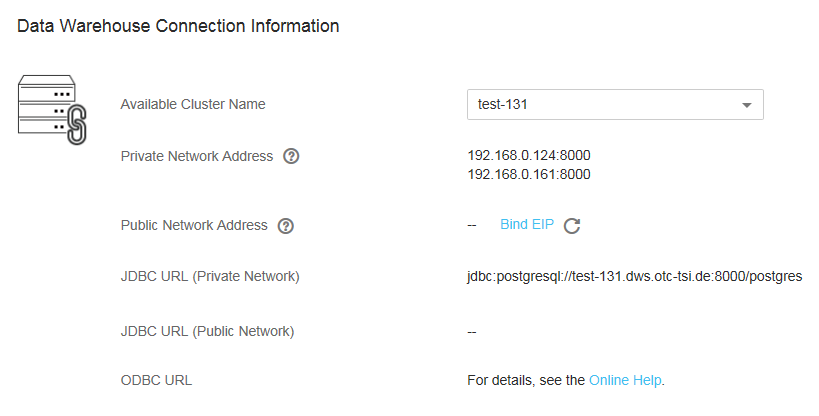 Data Warehouse Connection Information
Available Cluster Name test-131
Private Network Address ? 192.168.0.124:8000
192.168.0.161:8000
Public Network Address ? -- Bind EIP
JDBC URL (Private Network) jdbc:postgresql://test-131.dws.otc-tsi.de:8000/postgres
JDBC URL (Public Network) --
ODBC URL For details, see the Online Help.